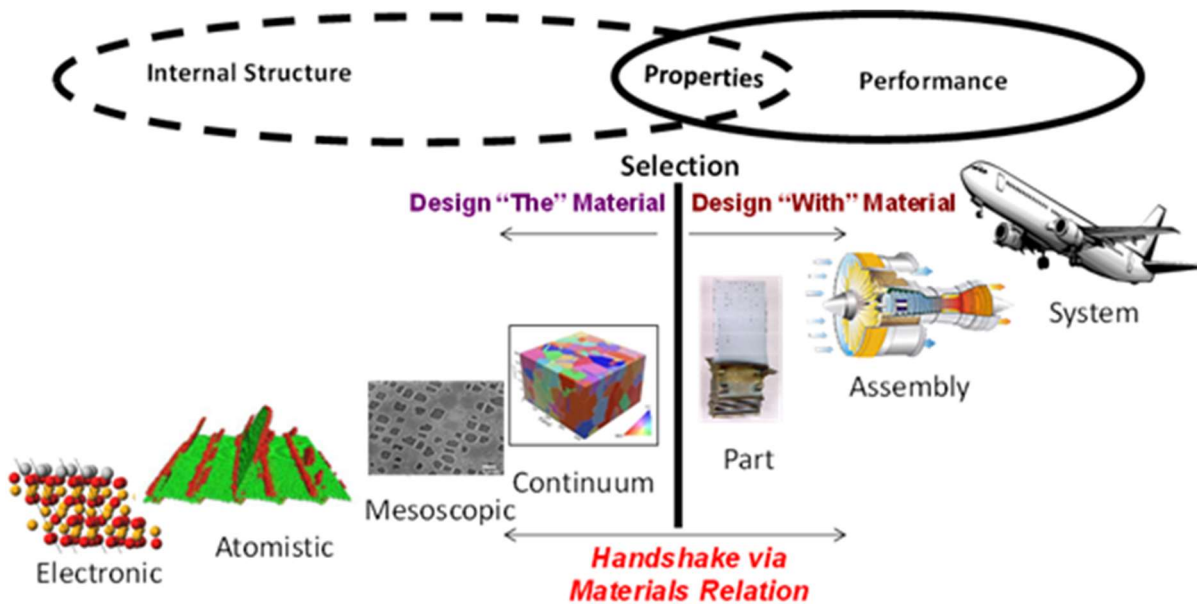 Internal Structure
Properties
Performance
Selection
Design “The” Material
Design “With” Material
System
Assembly
Part
Continuum
Mesoscopic
Atomistic
Electronic
Handshake via
Materials Relation